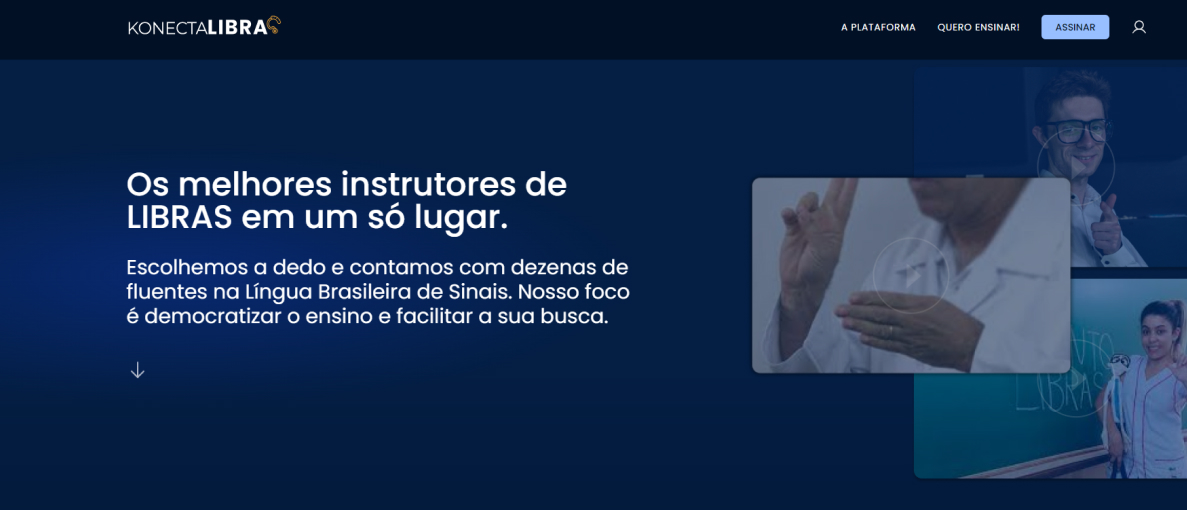 KONECTALIBRA
A PLATAFORMA
QUERO ENSINAR!
ASSINAR
Os melhores instrutores de
LIBRAS em um só lugar.
Escolhemos a dedo e contamos com dezenas de
fluentes na Língua Brasileira de Sinais. Nosso foco
é democratizar o ensino e facilitar a sua busca.
LIBRAS